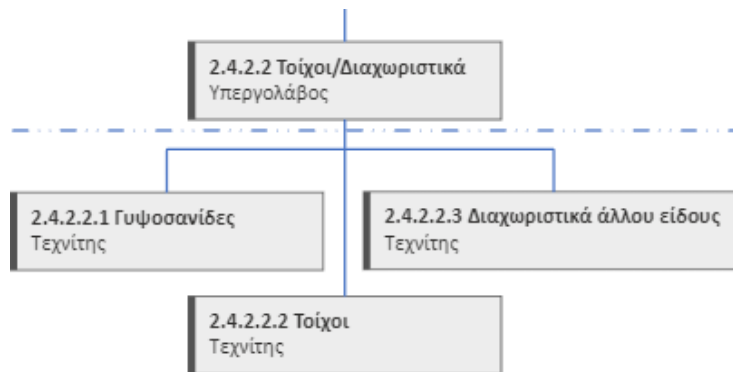 2.4.2.2 Τοίχοι/Διαχωριστικά
Υπεργολάβος
2.4.2.2.1 Γυψοσανίδες
Τεχνίτης
2.4.2.2.3 Διαχωριστικά άλλου είδους
Τεχνίτης
2.4.2.2.2 Τοίχοι
Τεχνίτης